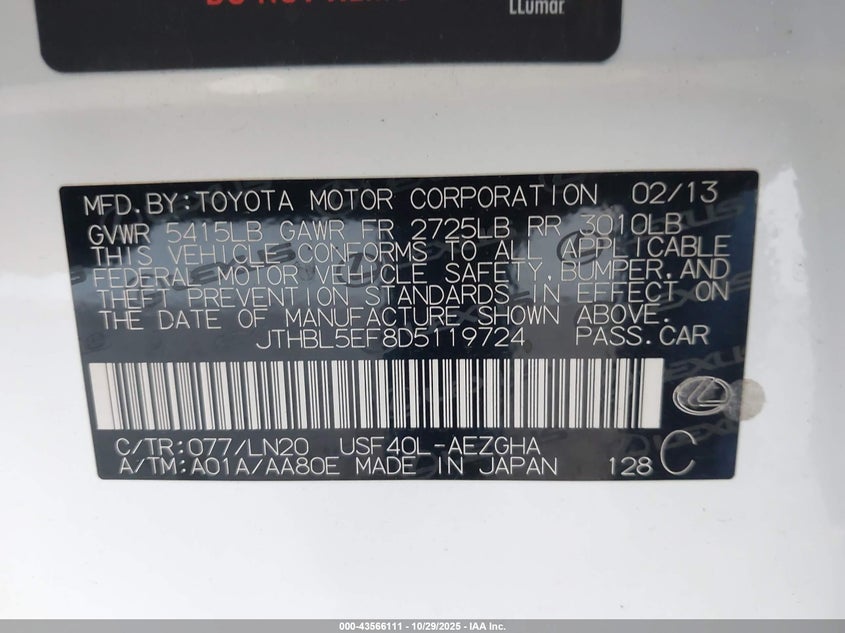 LLumar
MFD.BY:TOYOTA MOTOR CORPORATION 02/13
GVWR 5415LB GAWR FR 2725LB RR 3010LB
THIS VEHICLE CONFORMS TO ALL APPLICABLE
FEDERAL MOTOR VEHICLE SAFETY,BUMPER,AND
THEFT PREVENTION STANDARDS IN EFFECT ON
THE DATE OF MANUFACTURE SHOWN ABOVE.
JTHBL5EF8D5119724 PASS.CAR
C/TR:077/LN20 USF40L-AEZGHA
A/TM:A01A/AA80E MADE IN JAPAN 128 C
000-43566111 - 10/29/2025 - IAA Inc.